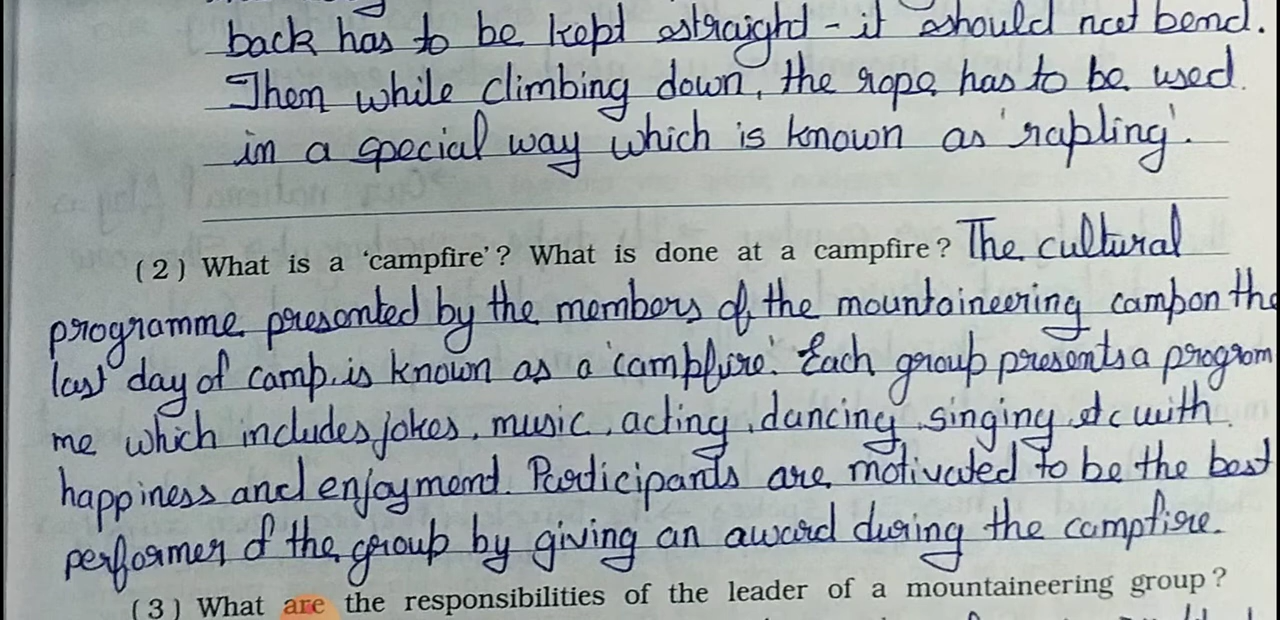 back has to be kept straight - it should not bend.
Then while climbing down, the rope has to be used
in a special way which is known as 'rapling'.
(2) What is a 'campfire'? What is done at a campfire? The cultural
programme presented by the members of the mountaineering camp on the
last day of camp is known as a 'campfire.' Each group presents a program
me which includes jokes, music, acting, dancing, singing etc with
happiness and enjoyment. Participants are motivated to be the best
performer of the group by giving an award during the campfire.
(3) What are the responsibilities of the leader of a mountaineering group?